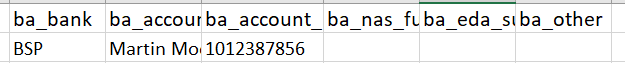 ba_bank ba_accour ba_account_ ba_nas_fu ba_eda_su ba_other
BSP Martin Mo 1012387856